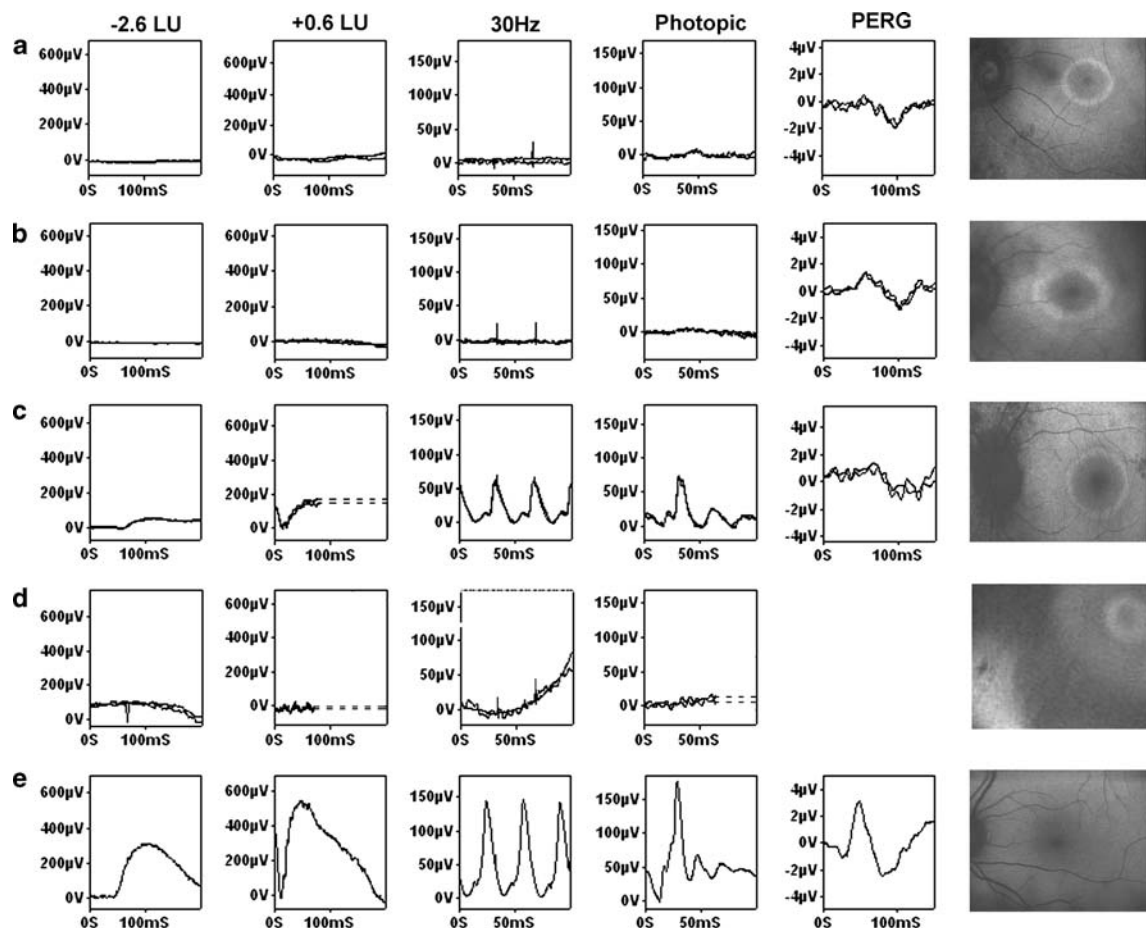 -2.6 LU +0.6 LU 30Hz Photopic PERG
a
600µV 600µV 150µV 150µV 4µV
400µV 400µV 100µV 100µV 2µV
200µV 200µV 50µV 50µV 0V
0V 0V 0V 0V -2µV
-4µV
0S 100mS 0S 100mS 0S 50mS 0S 50mS 0S 100mS
b
600µV 600µV 150µV 150µV 4µV
400µV 400µV 100µV 100µV 2µV
200µV 200µV 50µV 50µV 0V
0V 0V 0V 0V -2µV
-4µV
0S 100mS 0S 100mS 0S 50mS 0S 50mS 0S 100mS
c
600µV 600µV 150µV 150µV 4µV
400µV 400µV 100µV 100µV 2µV
200µV 200µV 50µV 50µV 0V
0V 0V 0V 0V -2µV
-4µV
0S 100mS 0S 100mS 0S 50mS 0S 50mS 0S 100mS
d
600µV 600µV 150µV 150µV
400µV 400µV 100µV 100µV
200µV 200µV 50µV 50µV
0V 0V 0V 0V
0S 100mS 0S 100mS 0S 50mS 0S 50mS
e
600µV 600µV 150µV 150µV 4µV
400µV 400µV 100µV 100µV 2µV
200µV 200µV 50µV 50µV 0V
0V 0V 0V 0V -2µV
-4µV
0S 100mS 0S 100mS 0S 50mS 0S 50mS 0S 100mS